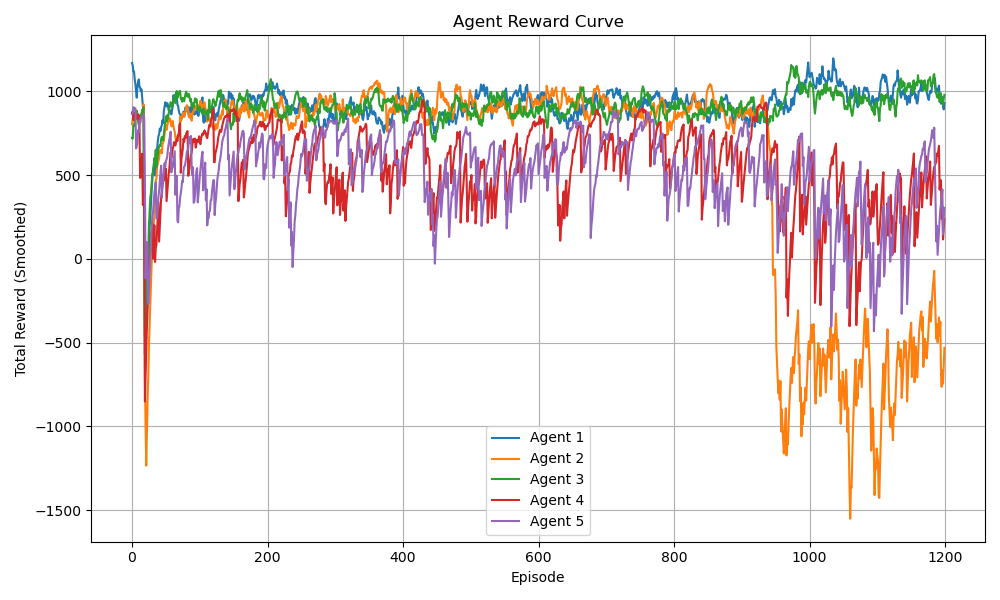 Agent Reward Curve
Total Reward (Smoothed)
1000
500
0
−500
−1000
−1500
Agent 1
Agent 2
Agent 3
Agent 4
Agent 5
0 200 400 600 800 1000 1200
Episode